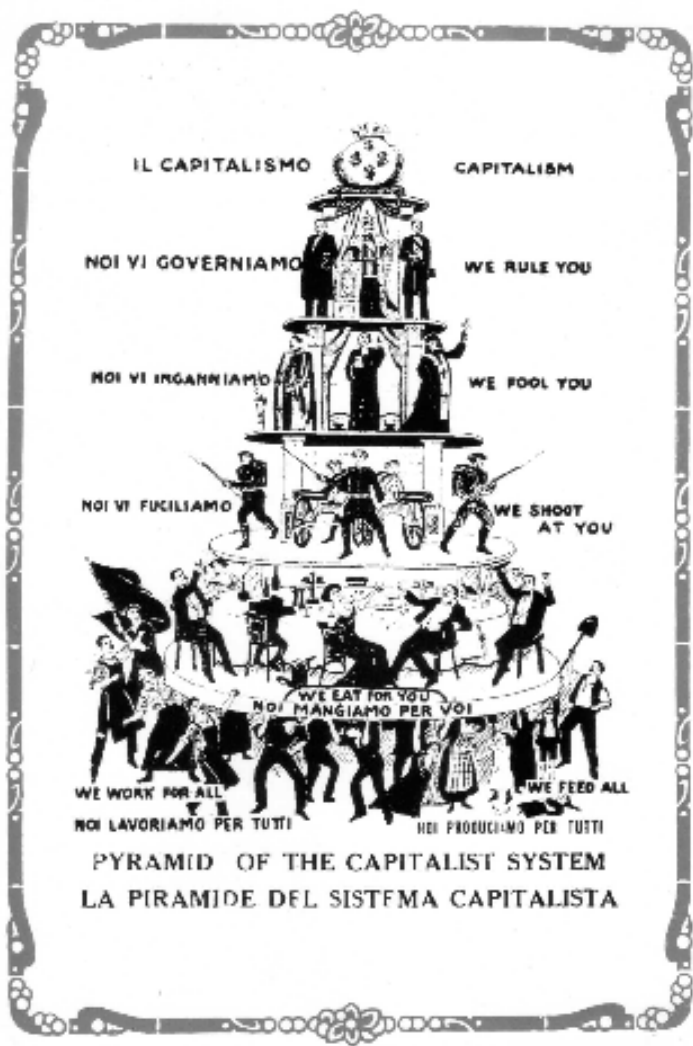 IL CAPITALISMO
CAPITALISM
NOI VI GOVERNIAMO
WE RULE YOU
NOI VI INGANNIAMO
WE FOOL YOU
NOI VI FUCILIAMO
WE SHOOT
AT YOU
WE EAT FOR YOU
NOI MANGIAMO PER VOI
WE WORK FOR ALL
WE FEED ALL
NOI LAVORIAMO PER TUTTI
NOI PRODUCIAMO PER TUTTI
PYRAMID OF THE CAPITALIST SYSTEM
LA PIRAMIDE DEL SISTEMA CAPITALISTA